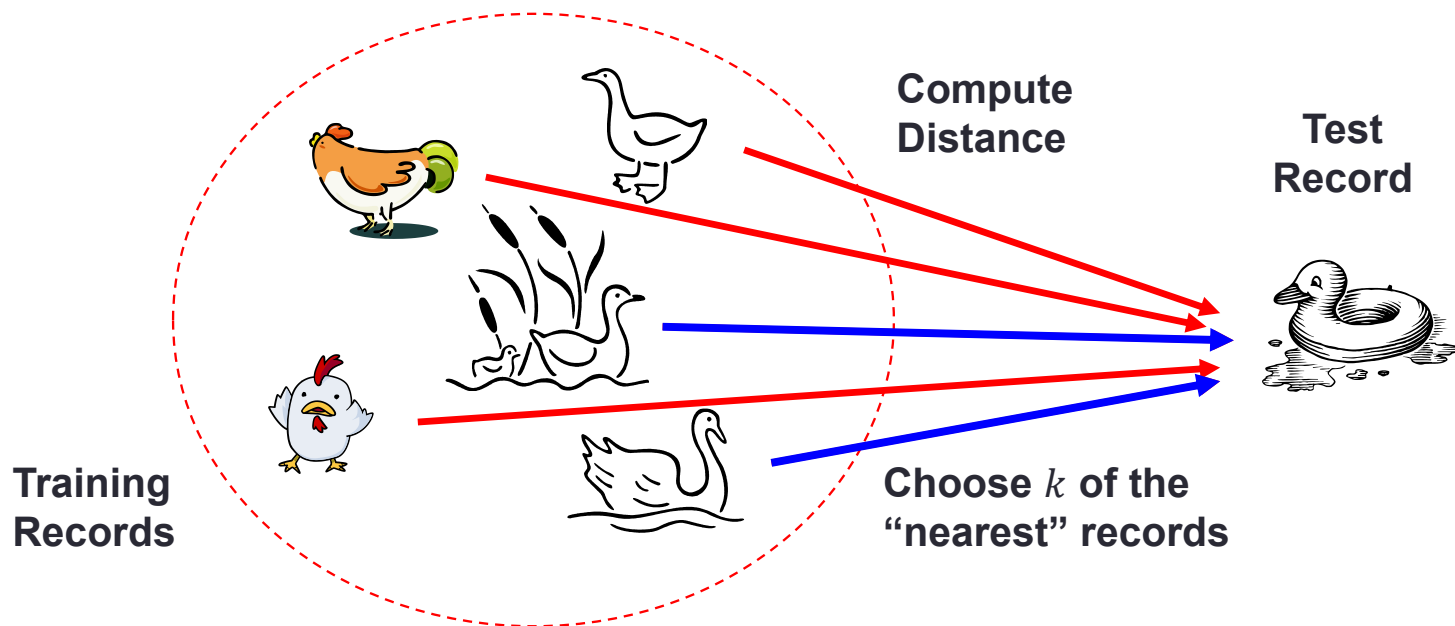 Compute
Distance
Test
Record
Training
Records
Choose k of the
“nearest” records